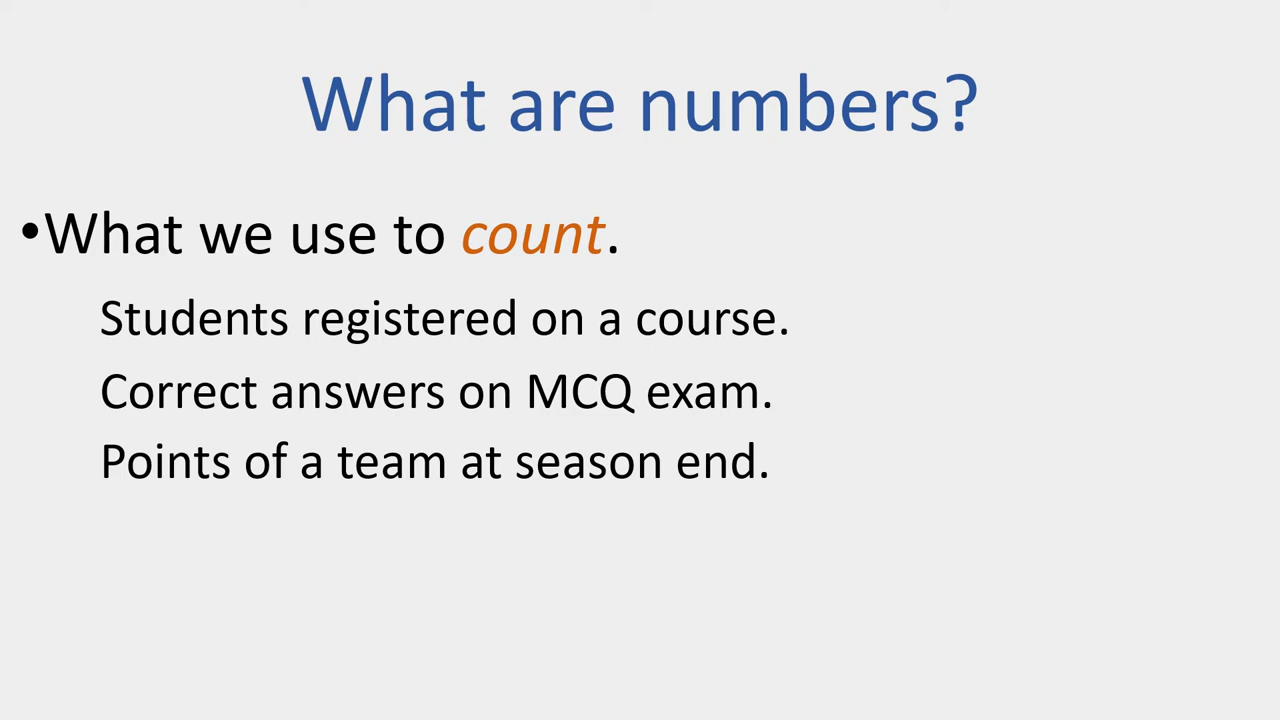 What are numbers?
•What we use to count.
Students registered on a course.
Correct answers on MCQ exam.
Points of a team at season end.